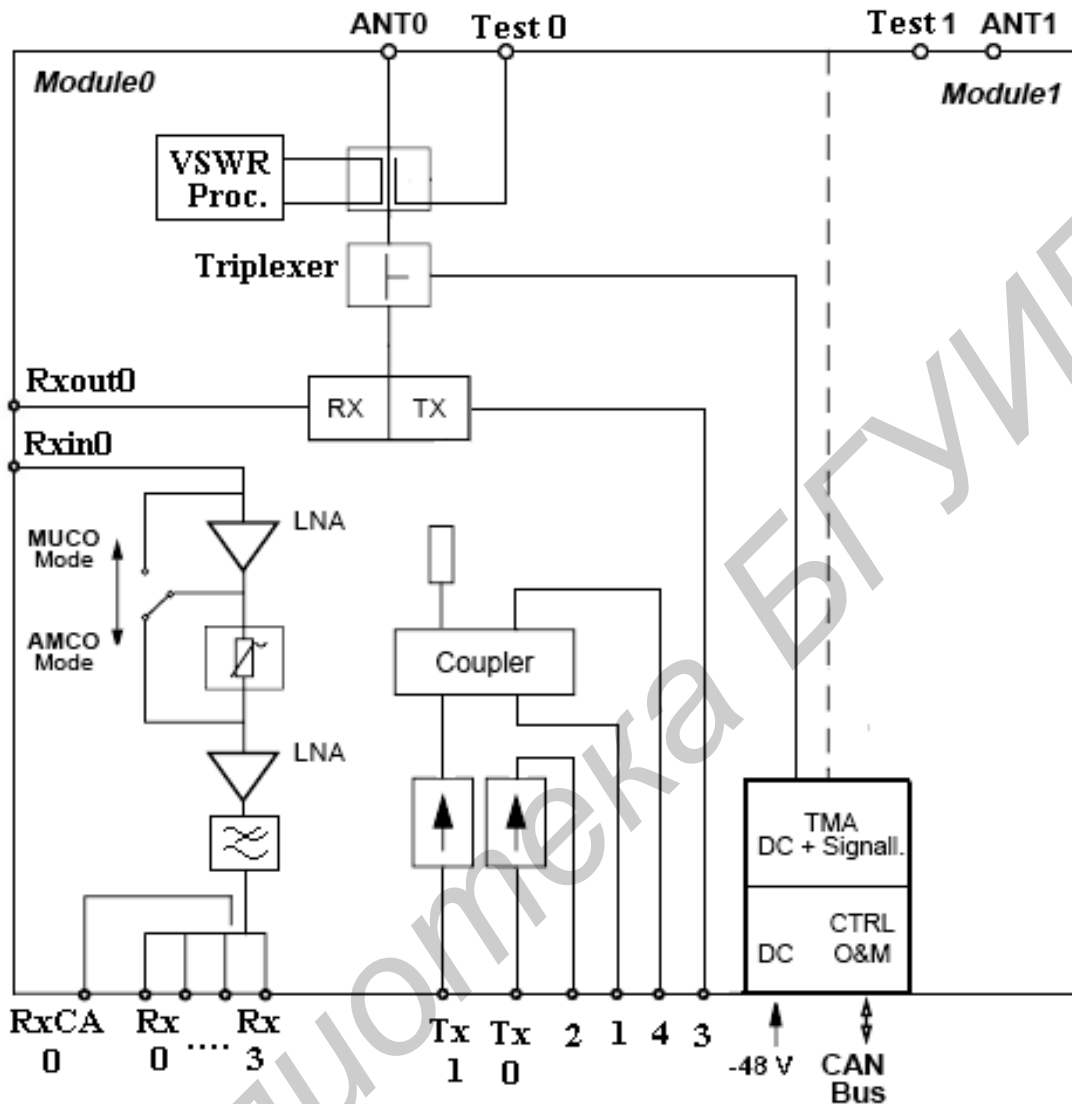 ANT0 Test 0 Test 1 ANT1
Module0 Module1
VSWR
Proc.
Triplexer
Rxout0
RX TX
Rxin0
LNA
MUCO
Mode
AMCO
Mode
Coupler
LNA
TMA
DC + Signall.
CTRL
DC O&M
RxCA Rx Rx Tx Tx 2 1 4 3
0 0 ..... 3 1 0
-48 V CAN
Bus